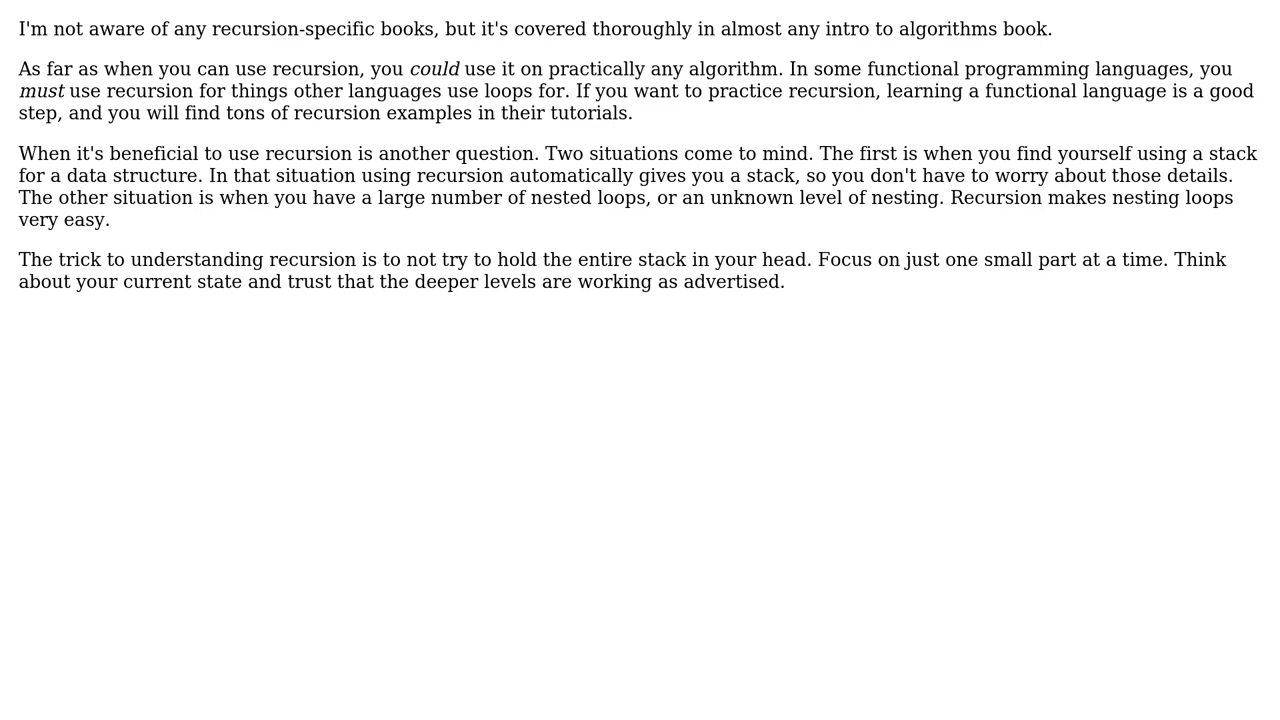 I'm not aware of any recursion-specific books, but it's covered thoroughly in almost any intro to algorithms book.
As far as when you can use recursion, you could use it on practically any algorithm. In some functional programming languages, you
must use recursion for things other languages use loops for. If you want to practice recursion, learning a functional language is a good
step, and you will find tons of recursion examples in their tutorials.
When it's beneficial to use recursion is another question. Two situations come to mind. The first is when you find yourself using a stack
for a data structure. In that situation using recursion automatically gives you a stack, so you don't have to worry about those details.
The other situation is when you have a large number of nested loops, or an unknown level of nesting. Recursion makes nesting loops
very easy.
The trick to understanding recursion is to not try to hold the entire stack in your head. Focus on just one small part at a time. Think
about your current state and trust that the deeper levels are working as advertised.